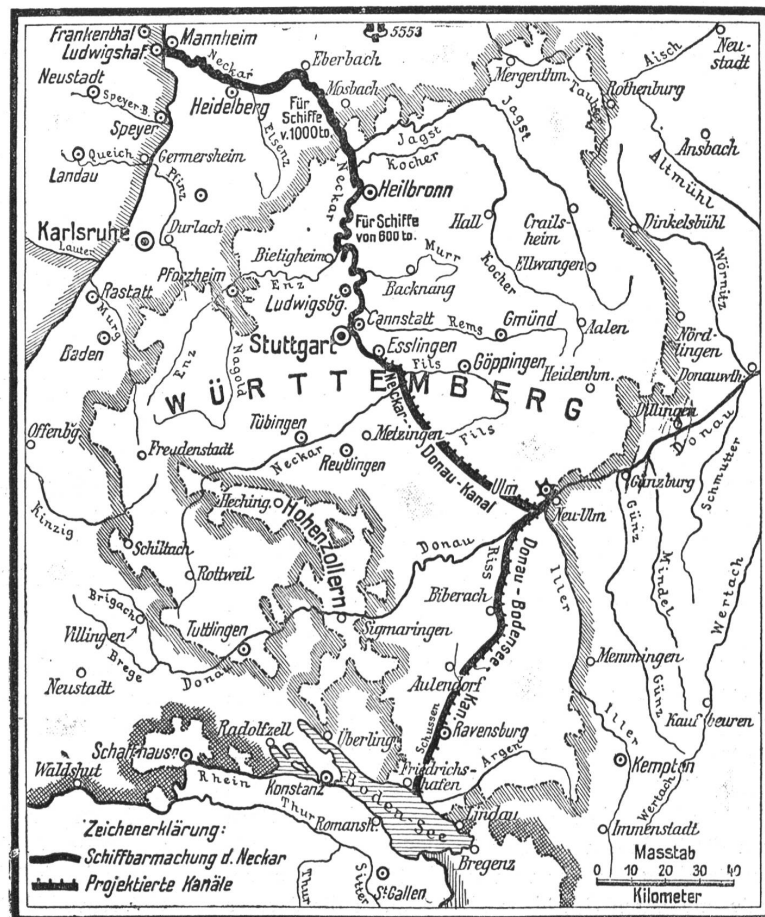 5553
Frankenthal
Ludwigshaf.
Mannheim
Neckar
Eberbach
Mosbach
Mergenthm.
Tauber
Rothenburg
Aisch
Neu-
stadt
Neustadt
Speyer B.
Speyer
Heidelberg
Elsenz
Für
Schiffe
v. 1000 to.
Jagst
Jagst
Kocher
Ansbach
Altmühl
Queich
Landau
Germersheim
Pfinz
Neckar
Heilbronn
Für Schiffe
von 600 to.
Hall
Crails-
heim
Dinkelsbühl
Karlsruhe
Durlach
Lauter
Bietigheim
Enz
Murr
Backnang
Kocher
Ellwangen
Wörnitz
Pforzheim
Rastatt
Murg
Baden
Ludwigsbg.
Cannstatt
Rems
Gmünd
Aalen
Nörd-
lingen
Stuttgart
Esslingen
Fils
Göppingen
Heidenhm.
Donauwth.
Enz
Nagold
WÜRTTEMBERG
Dillingen
Donau
Offenbg.
Freudenstadt
Tübingen
Neckar
Metzingen
Reutlingen
Fils
Neckar-Donau-Kanal
Ulm
Neu-Ulm
Günzburg
Schmutter
Kinzig
Heching.
Hohenzollern
Schiltach
Rottweil
Donau
Riss
Donau-Bodensee
Kan.
Iller
Günz
Mindel
Wertach
Brigach
Villingen
Brege
Tuttlingen
Donau
Sigmaringen
Biberach
Memmingen
Neustadt
Aulendorf
Schussen
Ravensburg
Günz
Kaufbeuren
Iller
Radolfzell
Überling.
Schaffhausn
Waldshut
Rhein
Konstanz
Boden-See
Friedrichs-
hafen
Argen
Kempton
Wertach
Thur
Romansh.
Lindau
Immenstadt
Bregenz
Thur
Sitter
St. Gallen
Zeichenerklärung:
Schiffbarmachung d. Neckar
Projektierte Kanäle
Masstab
0 10 20 30 40
Kilometer